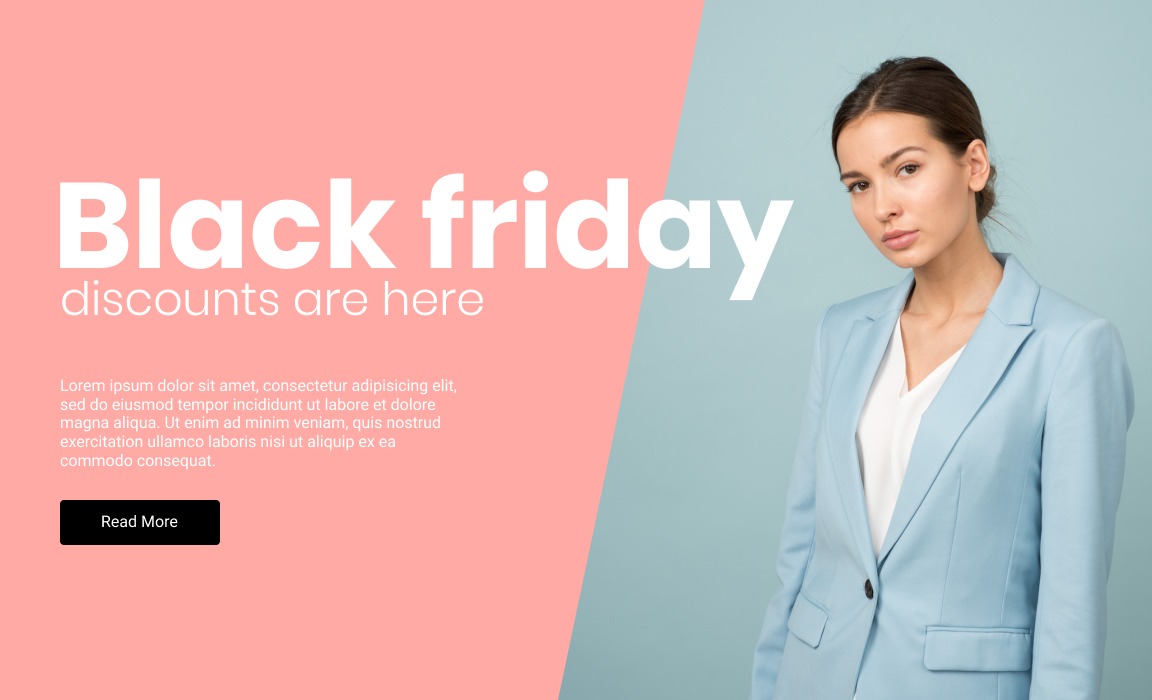 Black friday
discounts are here
Lorem ipsum dolor sit amet, consectetur adipisicing elit,
sed do eiusmod tempor incididunt ut labore et dolore
magna aliqua. Ut enim ad minim veniam, quis nostrud
exercitation ullamco laboris nisi ut aliquip ex ea
commodo consequat.
Read More